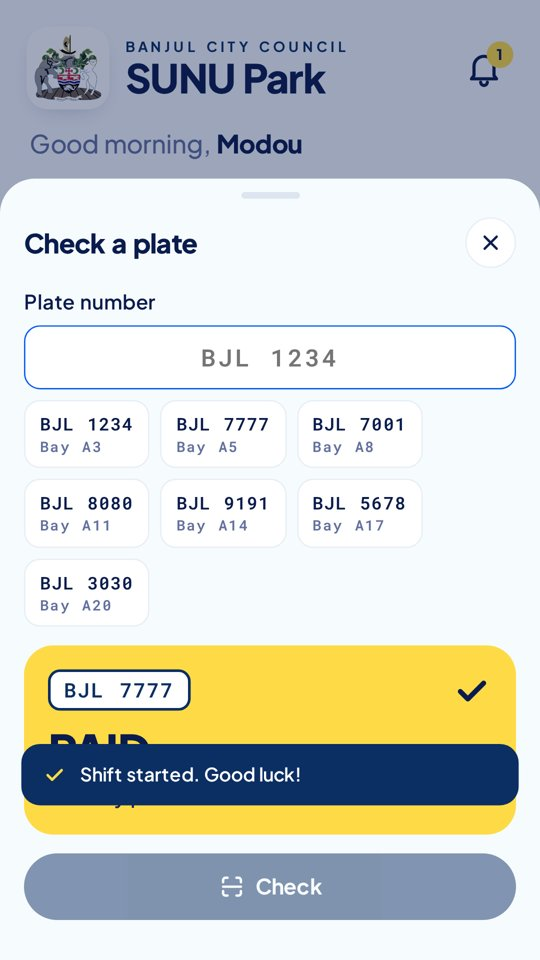 BANJUL CITY COUNCIL
SUNU Park
1
Good morning, Modou
Check a plate
Plate number
BJL 1234
BJL 1234
Bay A3
BJL 7777
Bay A5
BJL 7001
Bay A8
BJL 8080
Bay A11
BJL 9191
Bay A14
BJL 5678
Bay A17
BJL 3030
Bay A20
BJL 7777
PAID
Shift started. Good luck!
Check